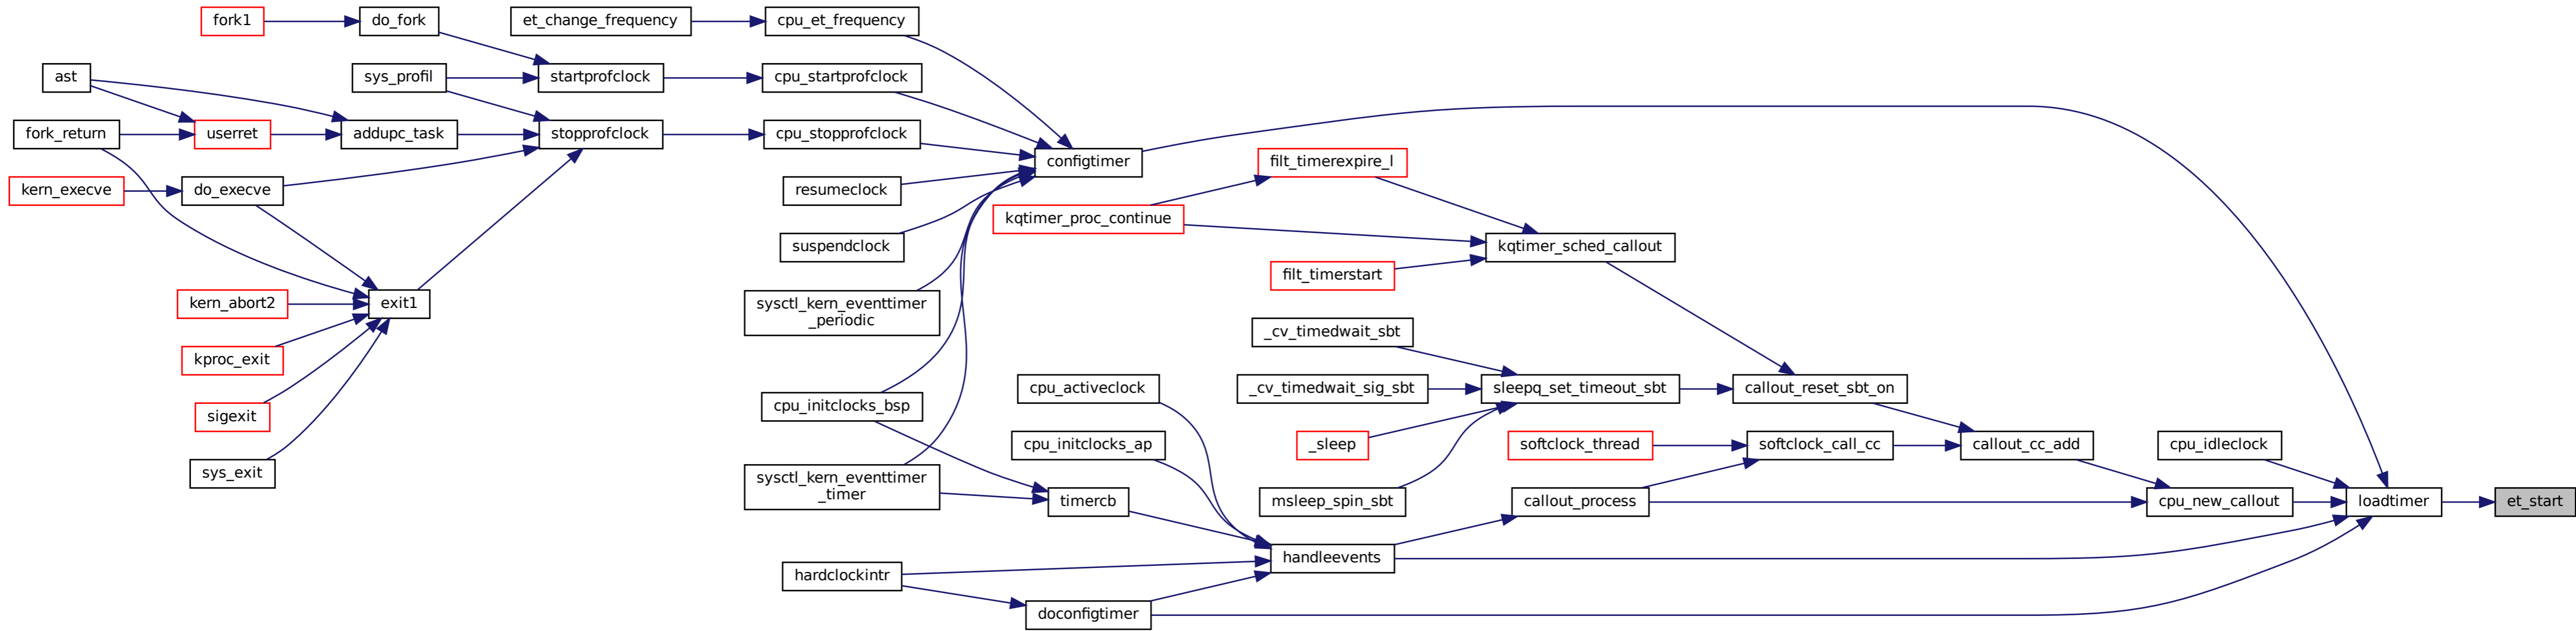 fork1
do_fork
et_change_frequency
cpu_et_frequency
ast
sys_profil
startprofclock
cpu_startprofclock
fork_return
userret
addupc_task
stopprofclock
cpu_stopprofclock
configtimer
filt_timerexpire_l
kern_execve
do_execve
resumeclock
kqtimer_proc_continue
suspendclock
kqtimer_sched_callout
filt_timerstart
kern_abort2
exit1
sysctl_kern_eventtimer
_periodic
_cv_timedwait_sbt
kproc_exit
cpu_activeclock
_cv_timedwait_sig_sbt
sleepq_set_timeout_sbt
callout_reset_sbt_on
sigexit
cpu_initclocks_bsp
cpu_initclocks_ap
_sleep
softclock_thread
softclock_call_cc
callout_cc_add
cpu_idleclock
sys_exit
sysctl_kern_eventtimer
_timer
timercb
msleep_spin_sbt
callout_process
cpu_new_callout
loadtimer
et_start
handleevents
hardclockintr
doconfigtimer